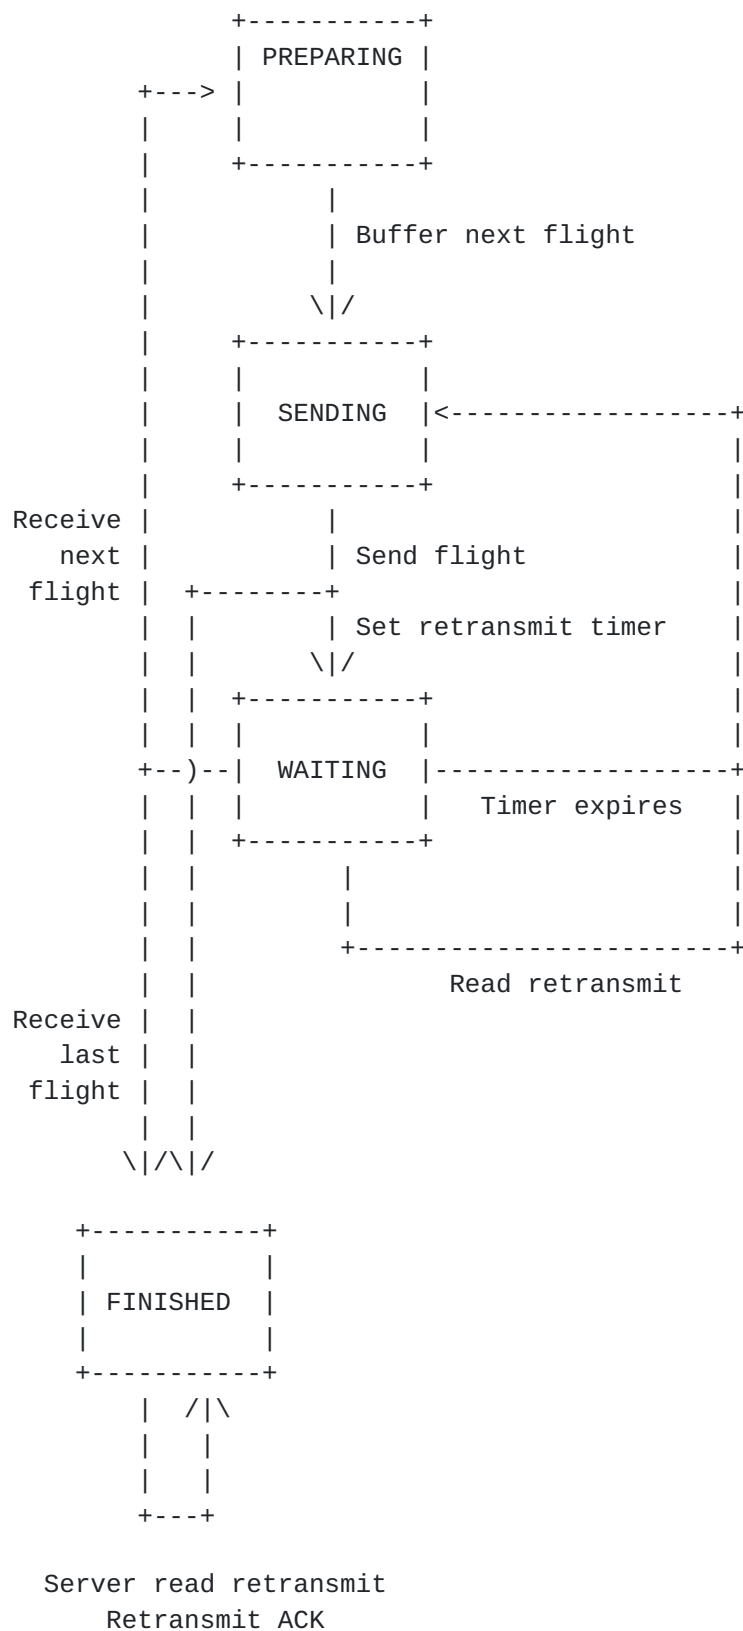 PREPARING
Buffer next flight
SENDING
Receive
next
flight
Send flight
Set retransmit timer
WAITING
Timer expires
Read retransmit
Receive
last
flight
FINISHED
Server read retransmit
Retransmit ACK